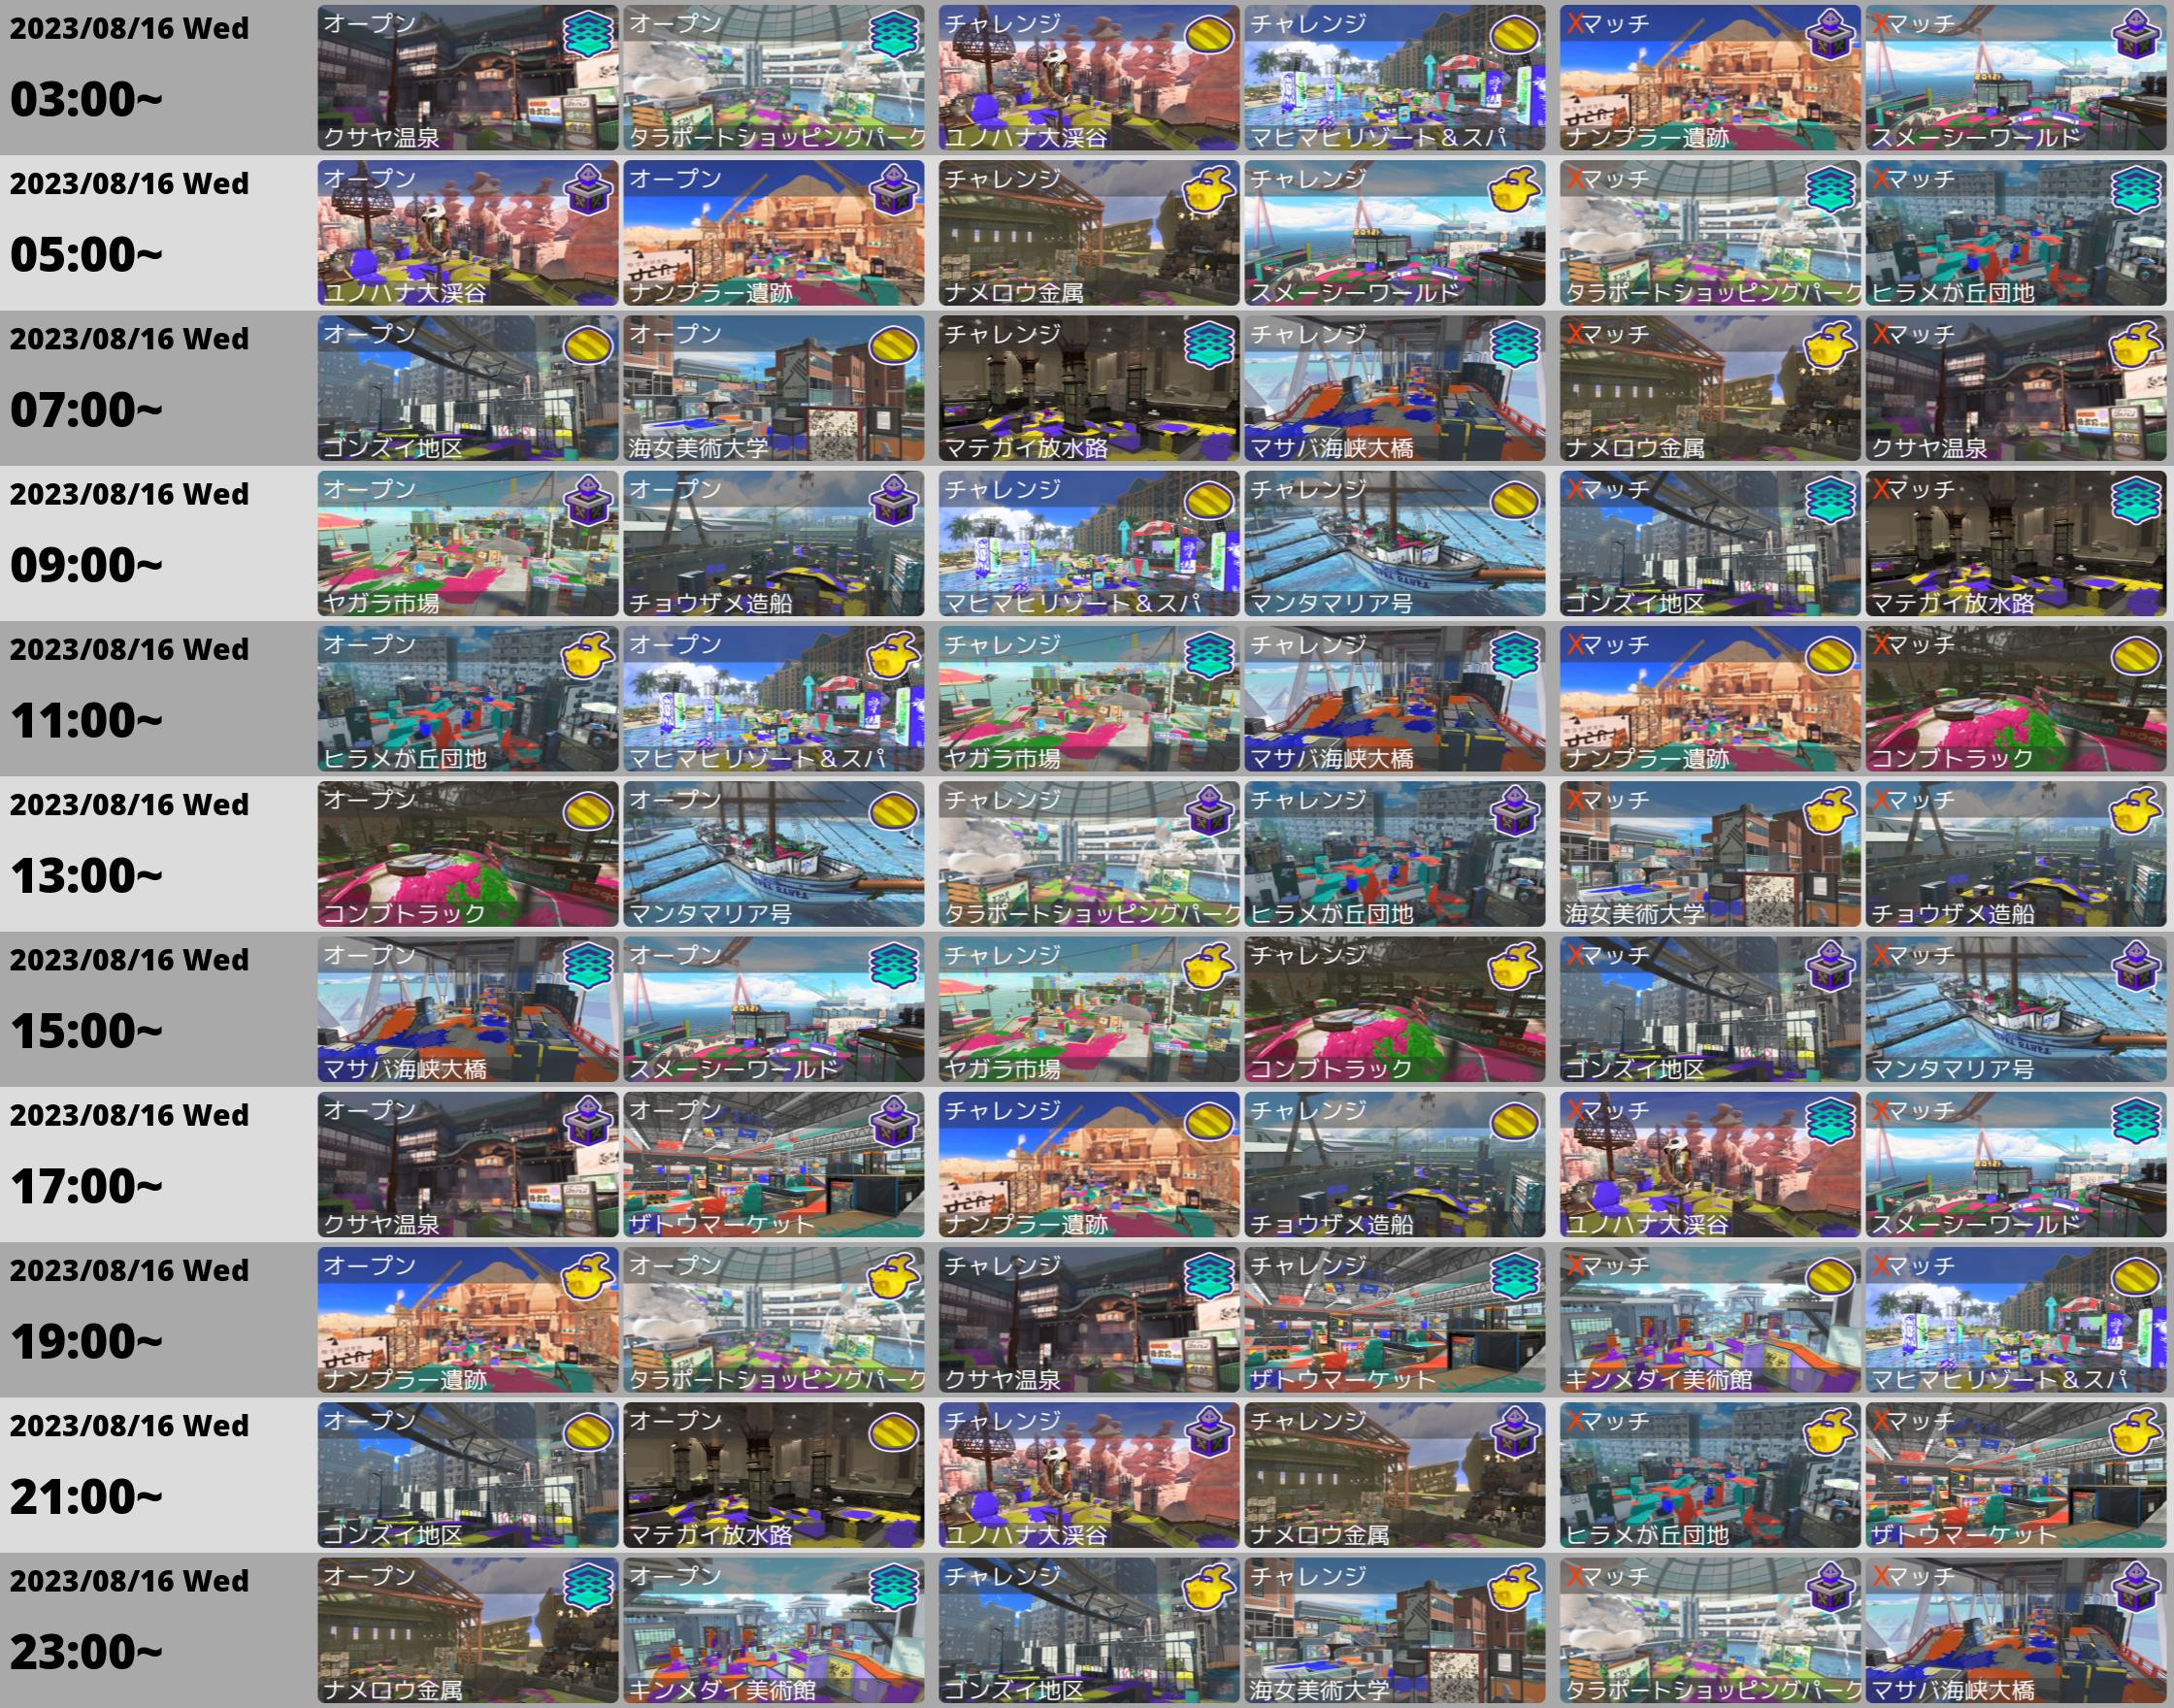 2023/08/16 Wed
03:00~
オープン
オープン
チャレンジ
チャレンジ
Xマッチ
Xマッチ
クサヤ温泉
タラポートショッピングパーク
ユノハナ大渓谷
マヒマヒリゾート&スパ
ナンプラー遺跡
スメーシーワールド
2023/08/16 Wed
05:00~
オープン
オープン
チャレンジ
チャレンジ
Xマッチ
Xマッチ
ユノハナ大渓谷
ナンプラー遺跡
ナメロウ金属
スメーシーワールド
タラポートショッピングパーク
ヒラメが丘団地
2023/08/16 Wed
07:00~
オープン
オープン
チャレンジ
チャレンジ
Xマッチ
Xマッチ
ゴンズイ地区
海女美術大学
マテガイ放水路
マサバ海峡大橋
ナメロウ金属
クサヤ温泉
2023/08/16 Wed
09:00~
オープン
オープン
チャレンジ
チャレンジ
Xマッチ
Xマッチ
ヤガラ市場
チョウザメ造船
マヒマヒリゾート&スパ
マンタマリア号
ゴンズイ地区
マテガイ放水路
2023/08/16 Wed
11:00~
オープン
オープン
チャレンジ
チャレンジ
Xマッチ
Xマッチ
ヒラメが丘団地
マヒマヒリゾート&スパ
ヤガラ市場
マサバ海峡大橋
ナンプラー遺跡
コンブトラック
2023/08/16 Wed
13:00~
オープン
オープン
チャレンジ
チャレンジ
Xマッチ
Xマッチ
コンブトラック
マンタマリア号
タラポートショッピングパーク
ヒラメが丘団地
海女美術大学
チョウザメ造船
2023/08/16 Wed
15:00~
オープン
オープン
チャレンジ
チャレンジ
Xマッチ
Xマッチ
マサバ海峡大橋
スメーシーワールド
ヤガラ市場
コンブトラック
ゴンズイ地区
マンタマリア号
2023/08/16 Wed
17:00~
オープン
オープン
チャレンジ
チャレンジ
Xマッチ
Xマッチ
クサヤ温泉
ザトウマーケット
ナンプラー遺跡
チョウザメ造船
ユノハナ大渓谷
スメーシーワールド
2023/08/16 Wed
19:00~
オープン
オープン
チャレンジ
チャレンジ
Xマッチ
Xマッチ
ナンプラー遺跡
タラポートショッピングパーク
クサヤ温泉
ザトウマーケット
キンメダイ美術館
マヒマヒリゾート&スパ
2023/08/16 Wed
21:00~
オープン
オープン
チャレンジ
チャレンジ
Xマッチ
Xマッチ
ゴンズイ地区
マテガイ放水路
ユノハナ大渓谷
ナメロウ金属
ヒラメが丘団地
ザトウマーケット
2023/08/16 Wed
23:00~
オープン
オープン
チャレンジ
チャレンジ
Xマッチ
Xマッチ
ナメロウ金属
キンメダイ美術館
ゴンズイ地区
海女美術大学
タラポートショッピングパーク
マサバ海峡大橋